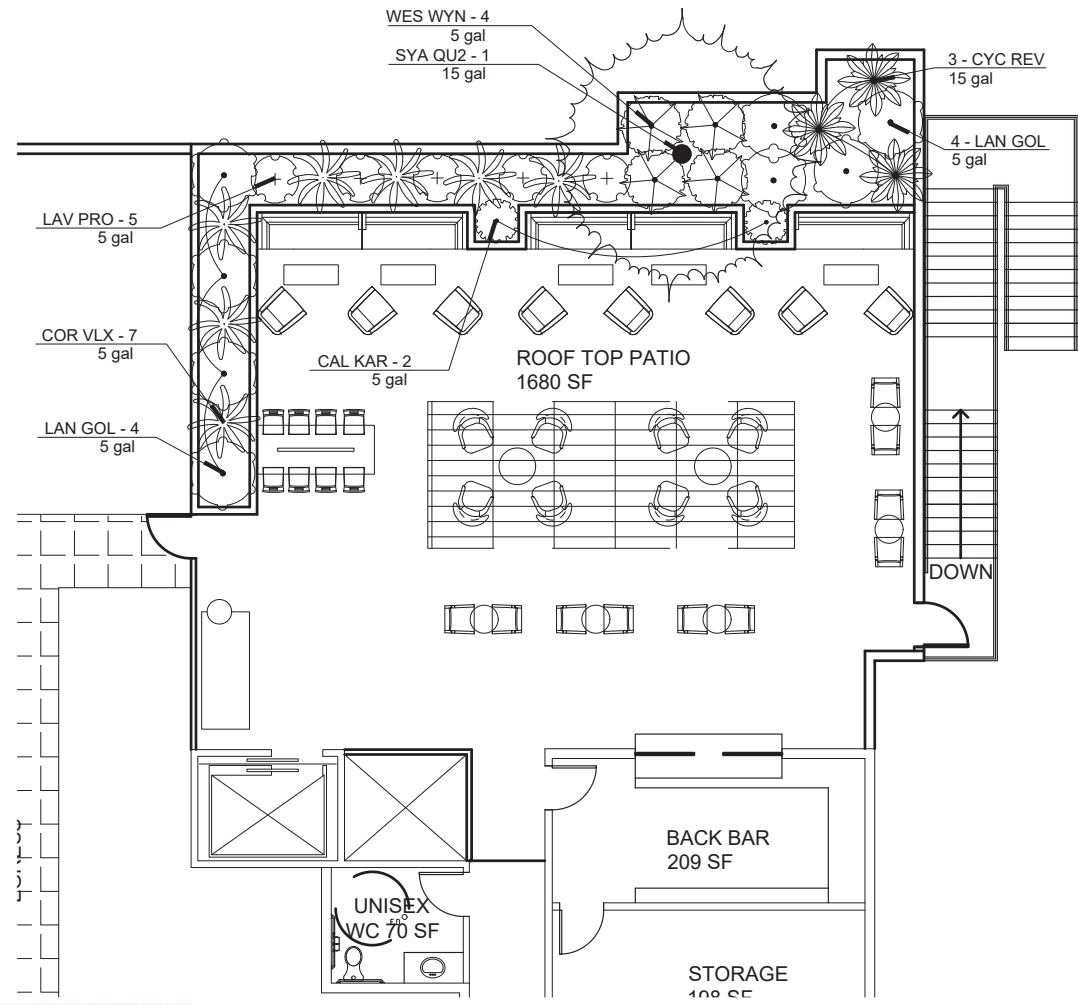 WES WYN - 4
5 gal
SYA QU2 - 1
15 gal
3 - CYC REV
15 gal
4 - LAN GOL
5 gal
LAV PRO - 5
5 gal
COR VLX - 7
5 gal
CAL KAR - 2
5 gal
LAN GOL - 4
5 gal
ROOF TOP PATIO
1680 SF
DOWN
BACK BAR
209 SF
UNISEX
F.D.
WC 70 SF
STORAGE
198 SF